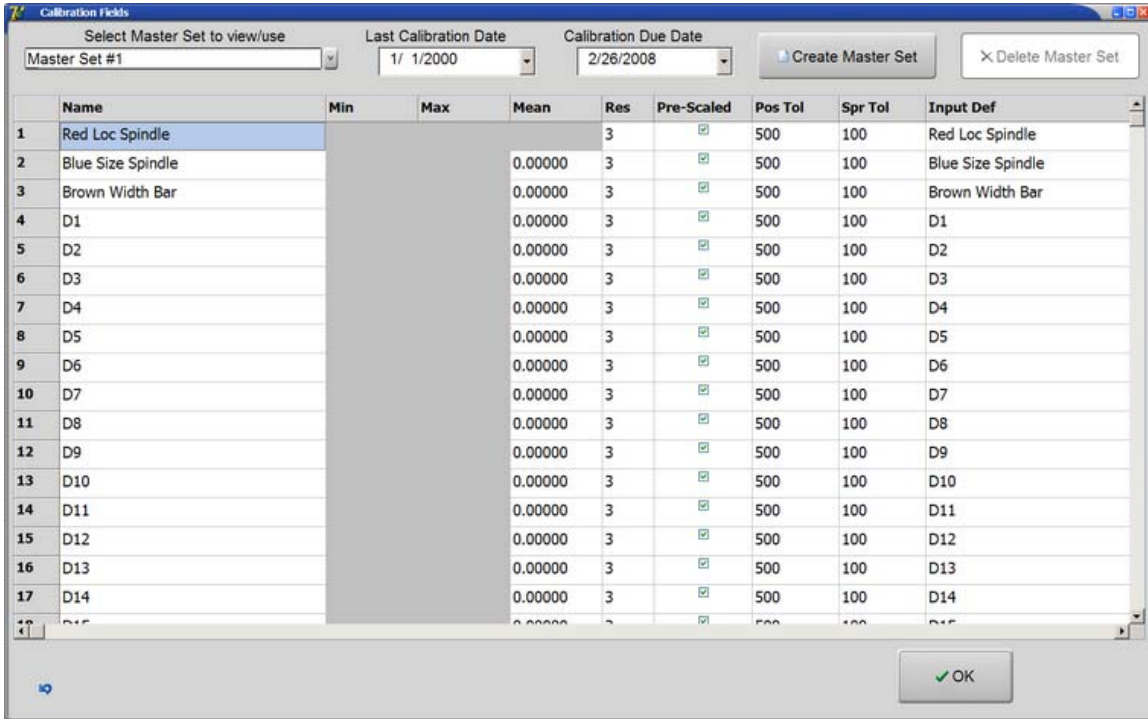 Calibration Fields
Select Master Set to view/use Last Calibration Date Calibration Due Date
Master Set #1 1/ 1/2000 2/26/2008 Create Master Set Delete Master Set
Name Min Max Mean Res Pre-Scaled Pos Tol Spr Tol Input Def
1 Red Loc Spindle 3 500 100 Red Loc Spindle
2 Blue Size Spindle 0.00000 3 500 100 Blue Size Spindle
3 Brown Width Bar 0.00000 3 500 100 Brown Width Bar
4 D1 0.00000 3 500 100 D1
5 D2 0.00000 3 500 100 D2
6 D3 0.00000 3 500 100 D3
7 D4 0.00000 3 500 100 D4
8 D5 0.00000 3 500 100 D5
9 D6 0.00000 3 500 100 D6
10 D7 0.00000 3 500 100 D7
11 D8 0.00000 3 500 100 D8
12 D9 0.00000 3 500 100 D9
13 D10 0.00000 3 500 100 D10
14 D11 0.00000 3 500 100 D11
15 D12 0.00000 3 500 100 D12
16 D13 0.00000 3 500 100 D13
17 D14 0.00000 3 500 100 D14
OK